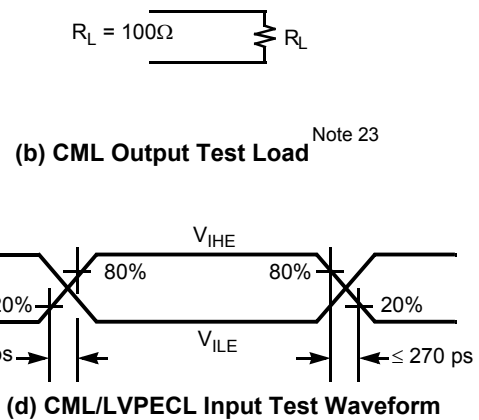 R_L = 100Ω
R_L
(b) CML Output Test Load Note 23
V_IHE
80%
80%
20%
20%
V_ILE
≤ 270 ps
(d) CML/LVPECL Input Test Waveform